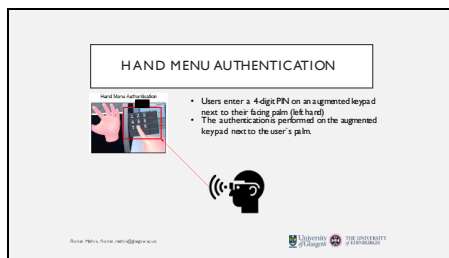 HAND MENU AUTHENTICATION
Hand Menu Authentication
• Users enter a 4-digit PIN on an augmented keypad
next to their facing palm (left hand)
• The authentication is performed on the augmented
keypad next to the user`s palm.
University
of Glasgow
THE UNIVERSITY
of EDINBURGH